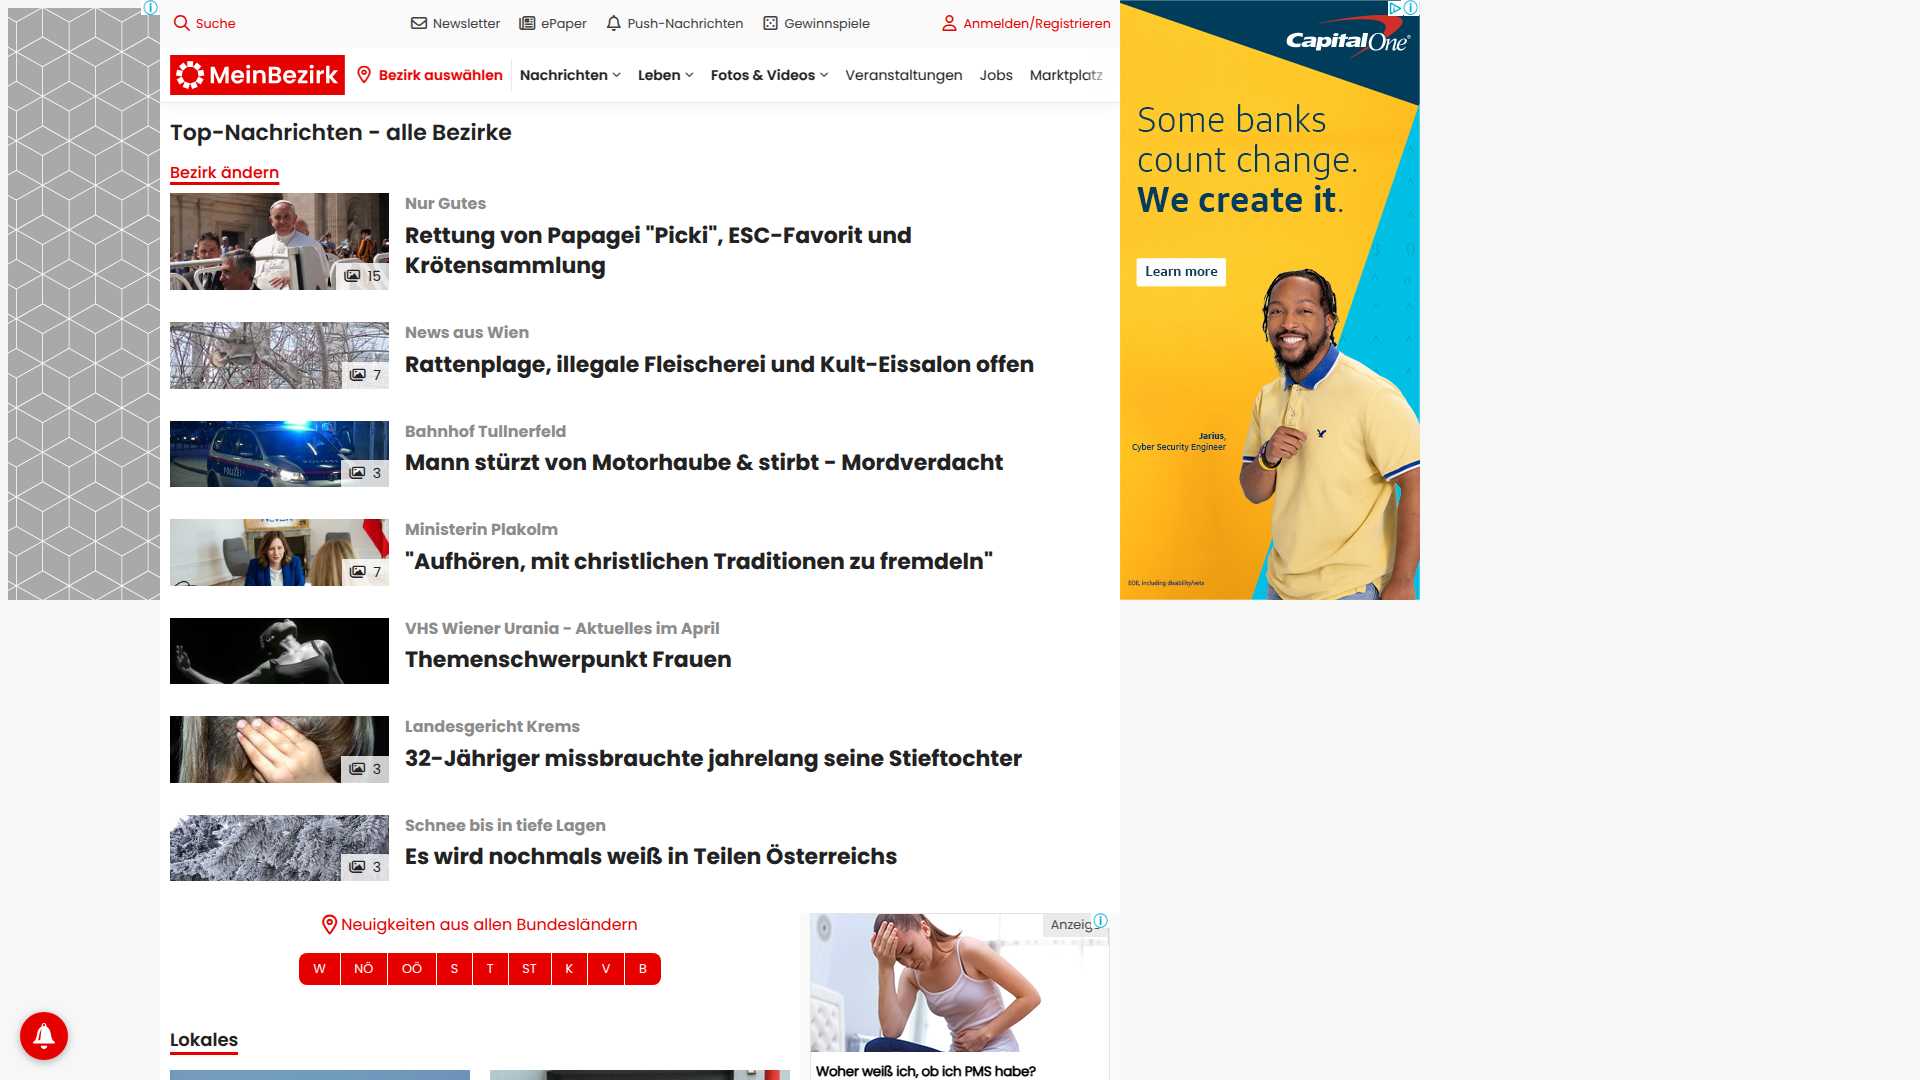 Suche
Newsletter
ePaper
Push-Nachrichten
Gewinnspiele
Anmelden/Registrieren
MeinBezirk
Bezirk auswählen
Nachrichten
Leben
Fotos & Videos
Veranstaltungen
Jobs
Marktplatz
Top-Nachrichten - alle Bezirke
Bezirk ändern
15
Nur Gutes
Rettung von Papagei "Picki", ESC-Favorit und
Krötensammlung
7
News aus Wien
Rattenplage, illegale Fleischerei und Kult-Eissalon offen
POLIZEI
3
Bahnhof Tullnerfeld
Mann stürzt von Motorhaube & stirbt - Mordverdacht
7
Ministerin Plakolm
"Aufhören, mit christlichen Traditionen zu fremdeln"
VHS Wiener Urania - Aktuelles im April
Themenschwerpunkt Frauen
3
Landesgericht Krems
32-Jähriger missbrauchte jahrelang seine Stieftochter
3
Schnee bis in tiefe Lagen
Es wird nochmals weiß in Teilen Österreichs
Neuigkeiten aus allen Bundesländern
W NÖ OÖ S T ST K V B
Lokales
Anzeig
Woher weiß ich, ob ich PMS habe?
CapitalOne
Some banks
count change.
We create it.
Learn more
Jarius,
Cyber Security Engineer
EOE, including disability/vets